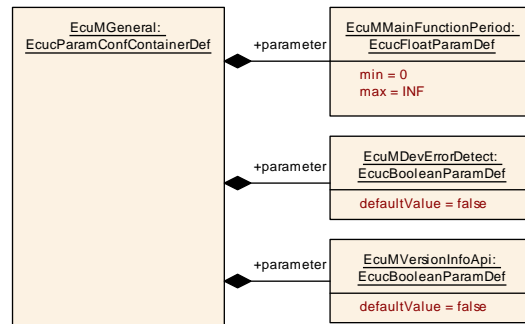 EcuMGeneral:
EcucParamConfContainerDef
+parameter
EcuMMainFunctionPeriod:
EcucFloatParamDef
min = 0
max = INF
+parameter
EcuMDevErrorDetect:
EcucBooleanParamDef
defaultValue = false
+parameter
EcuMVersionInfoApi:
EcucBooleanParamDef
defaultValue = false